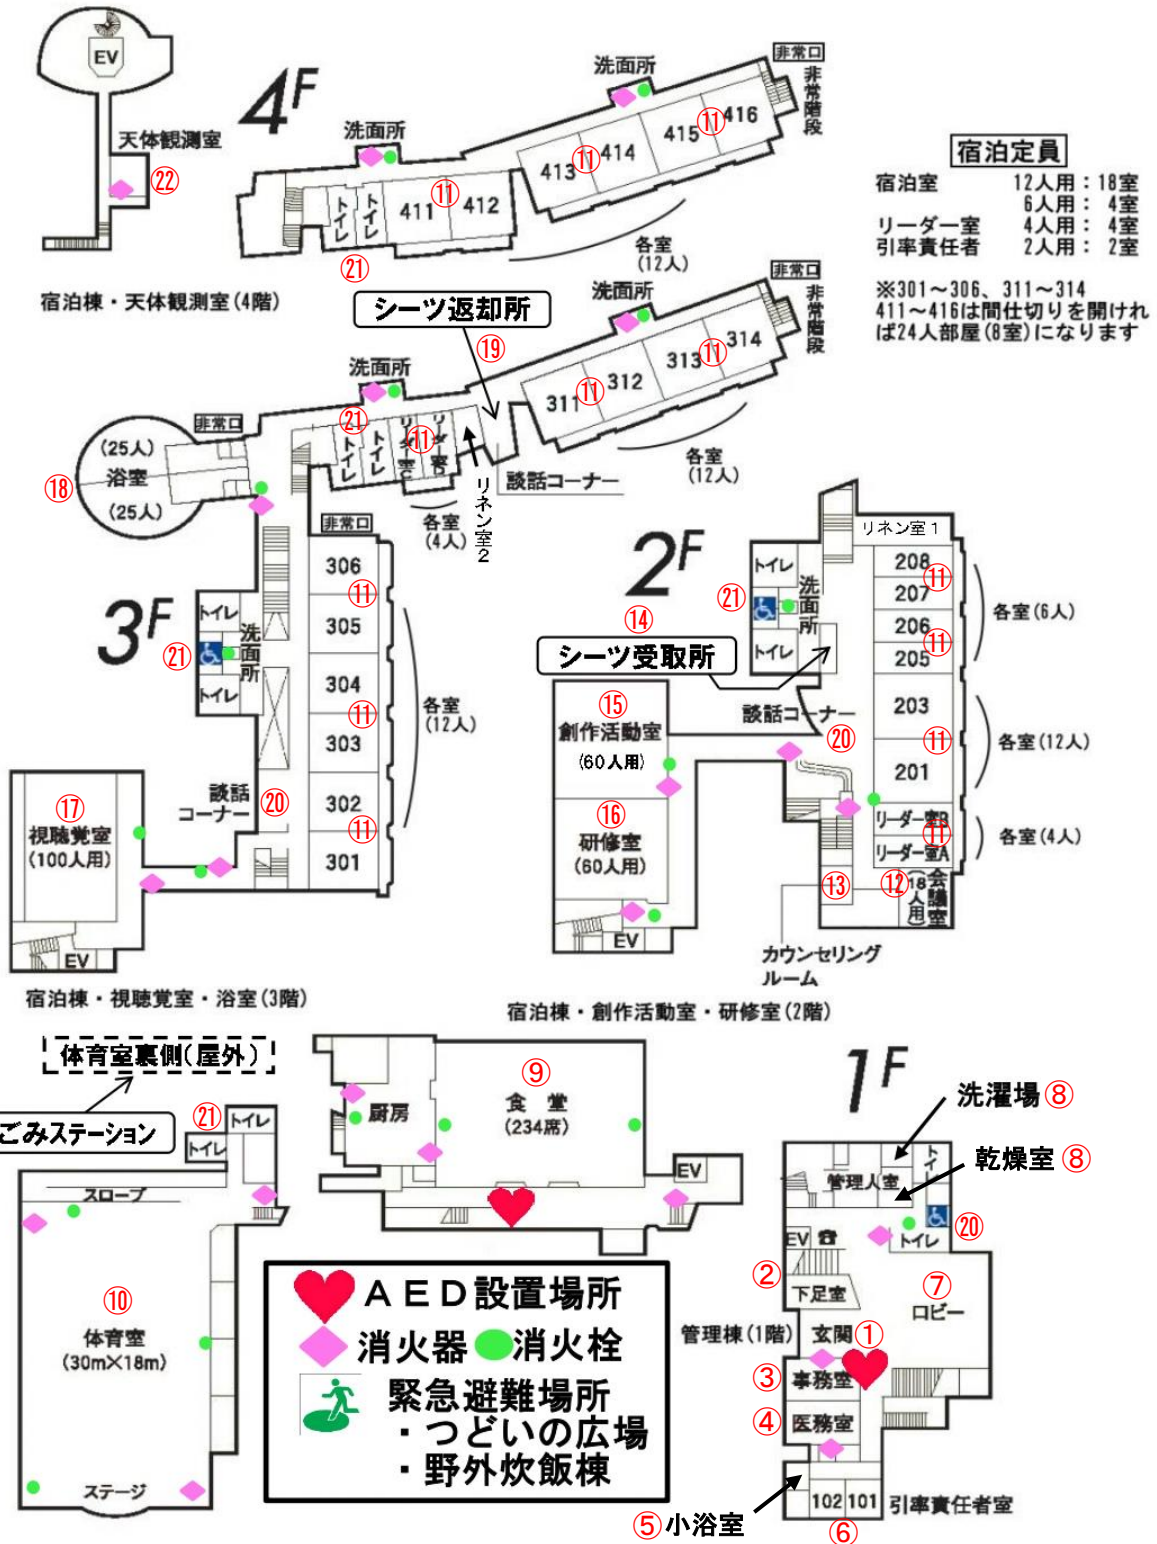 EV
天体観測室
㉒
宿泊棟・天体観測室(4階)
4F
洗面所
トイレ
トイレ
411
⑪
412
㉑
洗面所
非常口
非常階段
413
⑪
414
415
⑪
416
各室
(12人)
宿泊定員
宿泊室 12人用：18室
6人用： 4室
リーダー室 4人用： 4室
引率責任者 2人用： 2室
※301～306、311～314
411～416は間仕切りを開けれ
ば24人部屋(8室)になります
シーツ返却所
⑲
洗面所
非常口
非常階段
311
⑪
312
313
⑪
314
各室
(12人)
談話コーナー
洗面所
㉑
トイレ
トイレ
リーダー室C
⑪
リーダー室D
各室
(4人)
リネン室2
非常口
(25人)
浴室
(25人)
⑱
3F
非常口
306
⑪
305
304
⑪
303
302
⑪
301
各室
(12人)
トイレ
㉑
洗面所
トイレ
談話
コーナー
⑳
⑰
視聴覚室
(100人用)
EV
宿泊棟・視聴覚室・浴室(3階)
2F
リネン室1
トイレ
㉑
洗面所
トイレ
208
⑪
207
206
⑪
205
各室(6人)
203
⑪
201
各室(12人)
リーダー室B
⑪
リーダー室A
各室(4人)
⑭
シーツ受取所
談話コーナー
⑳
⑮
創作活動室
(60人用)
⑯
研修室
(60人用)
EV
⑬
⑫
会議室
(18人用)
カウンセリング
ルーム
宿泊棟・創作活動室・研修室(2階)
体育室裏側(屋外)
ごみステーション
㉑
トイレ
トイレ
スロープ
⑩
体育室
(30m×18m)
ステージ
厨房
⑨
食 堂
(234席)
EV
1F
洗濯場⑧
乾燥室⑧
管理人室
トイレ
トイレ
⑳
EV
☎
②
下足室
⑦
ロビー
管理棟(1階)
玄関①
③
事務室
④
医務室
102
101
引率責任者室
⑤小浴室
⑥
AED設置場所
消火器
消火栓
緊急避難場所
・つどいの広場
・野外炊飯棟